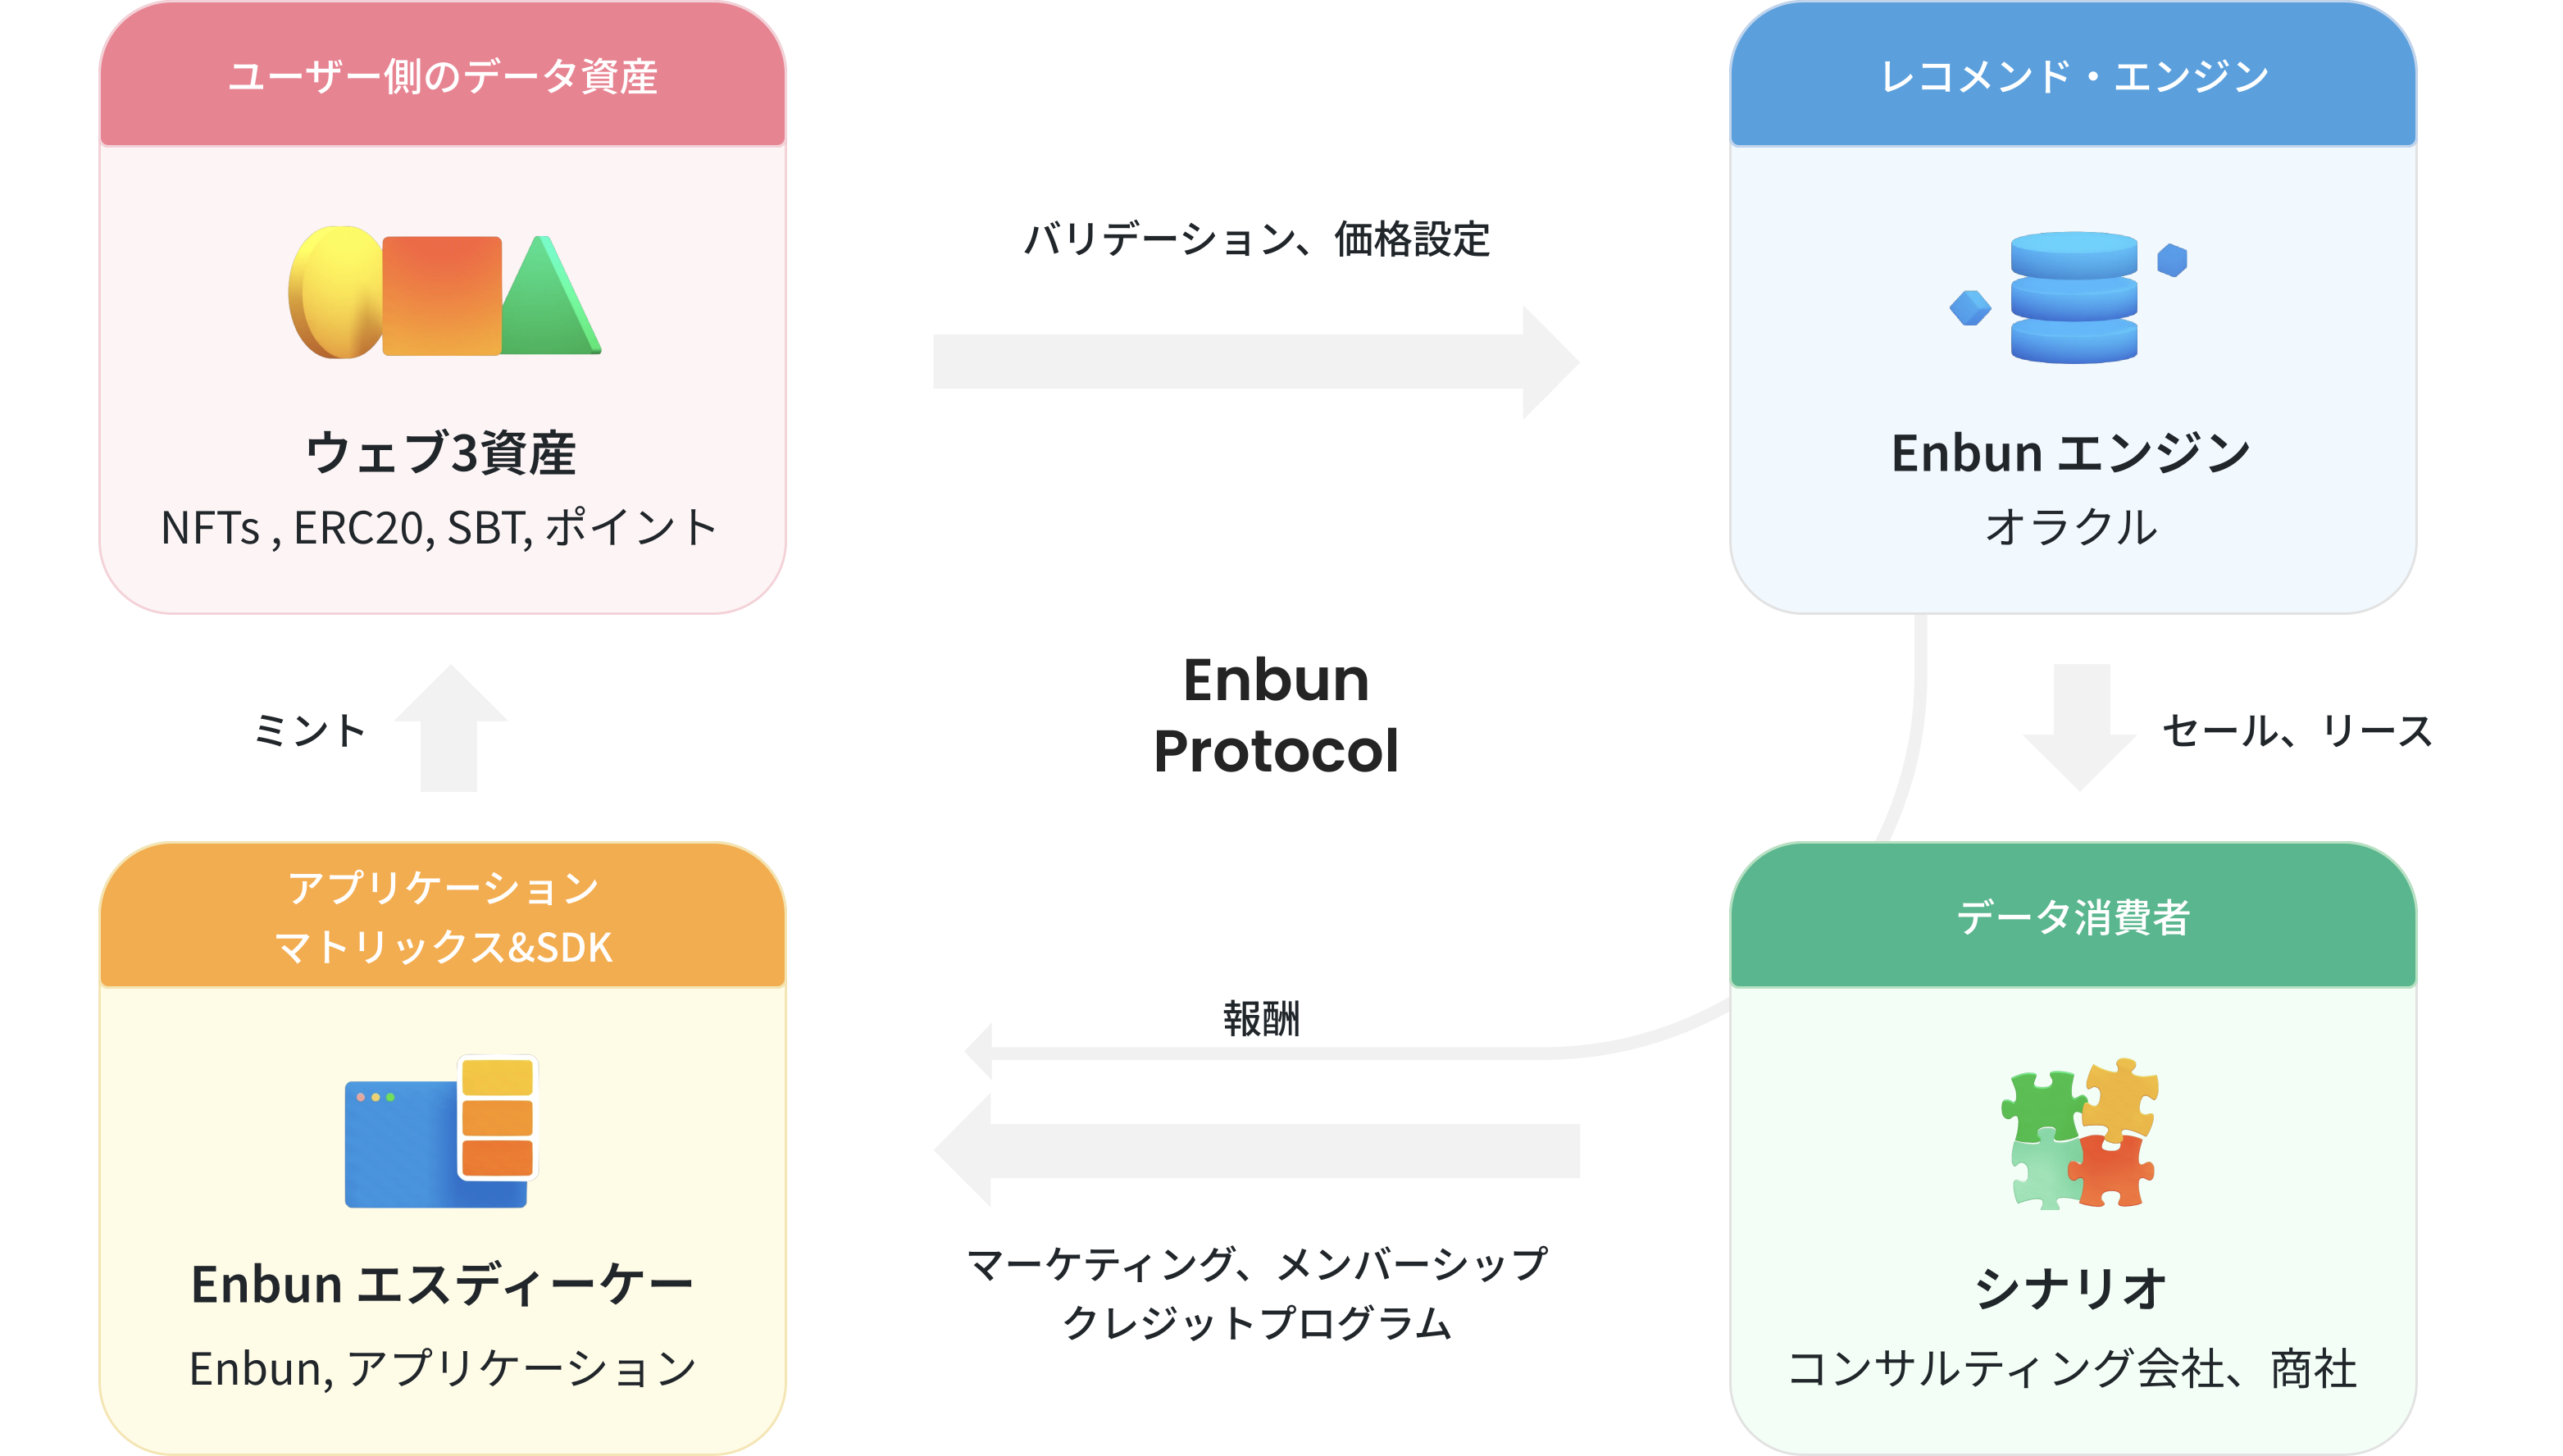 ユーザー側のデータ資産
ウェブ3資産
NFTs , ERC20, SBT, ポイント
バリデーション、価格設定
レコメンド・エンジン
Enbun エンジン
オラクル
ミント
Enbun
Protocol
セール、リース
アプリケーション
マトリックス&SDK
Enbun エスディーケー
Enbun, アプリケーション
報酬
マーケティング、メンバーシップ
クレジットプログラム
データ消費者
シナリオ
コンサルティング会社、商社